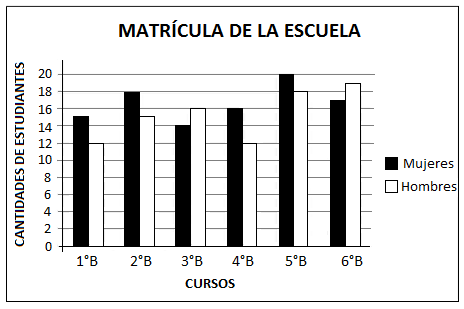 MATRÍCULA DE LA ESCUELA
CANTIDADES DE ESTUDIANTES
20
18
16
14
12
10
8
6
4
2
0
1°B 2°B 3°B 4°B 5°B 6°B
CURSOS
Mujeres
Hombres